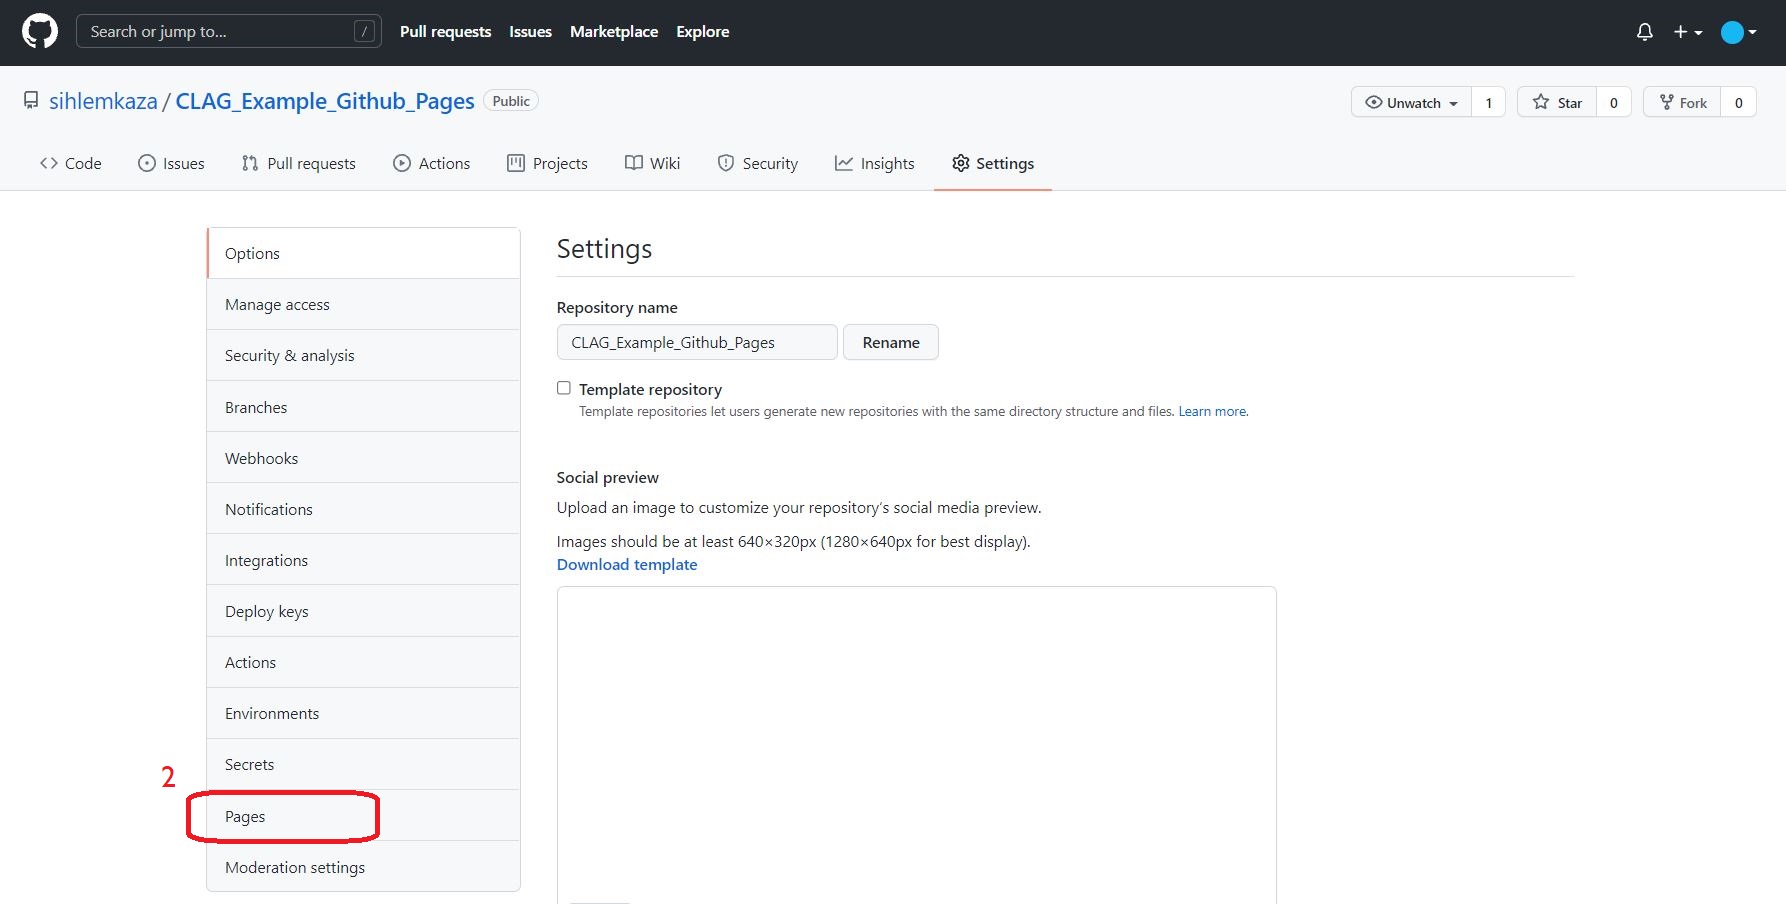 Search or jump to... /
Pull requests Issues Marketplace Explore
sihlemkaza / CLAG_Example_Github_Pages Public
Unwatch 1 Star 0 Fork 0
Code Issues Pull requests Actions Projects Wiki Security Insights Settings
Options
Manage access
Security & analysis
Branches
Webhooks
Notifications
Integrations
Deploy keys
Actions
Environments
Secrets
2
Pages
Moderation settings
Settings
Repository name
CLAG_Example_Github_Pages Rename
Template repository
Template repositories let users generate new repositories with the same directory structure and files. Learn more.
Social preview
Upload an image to customize your repository's social media preview.
Images should be at least 640×320px (1280×640px for best display).
Download template